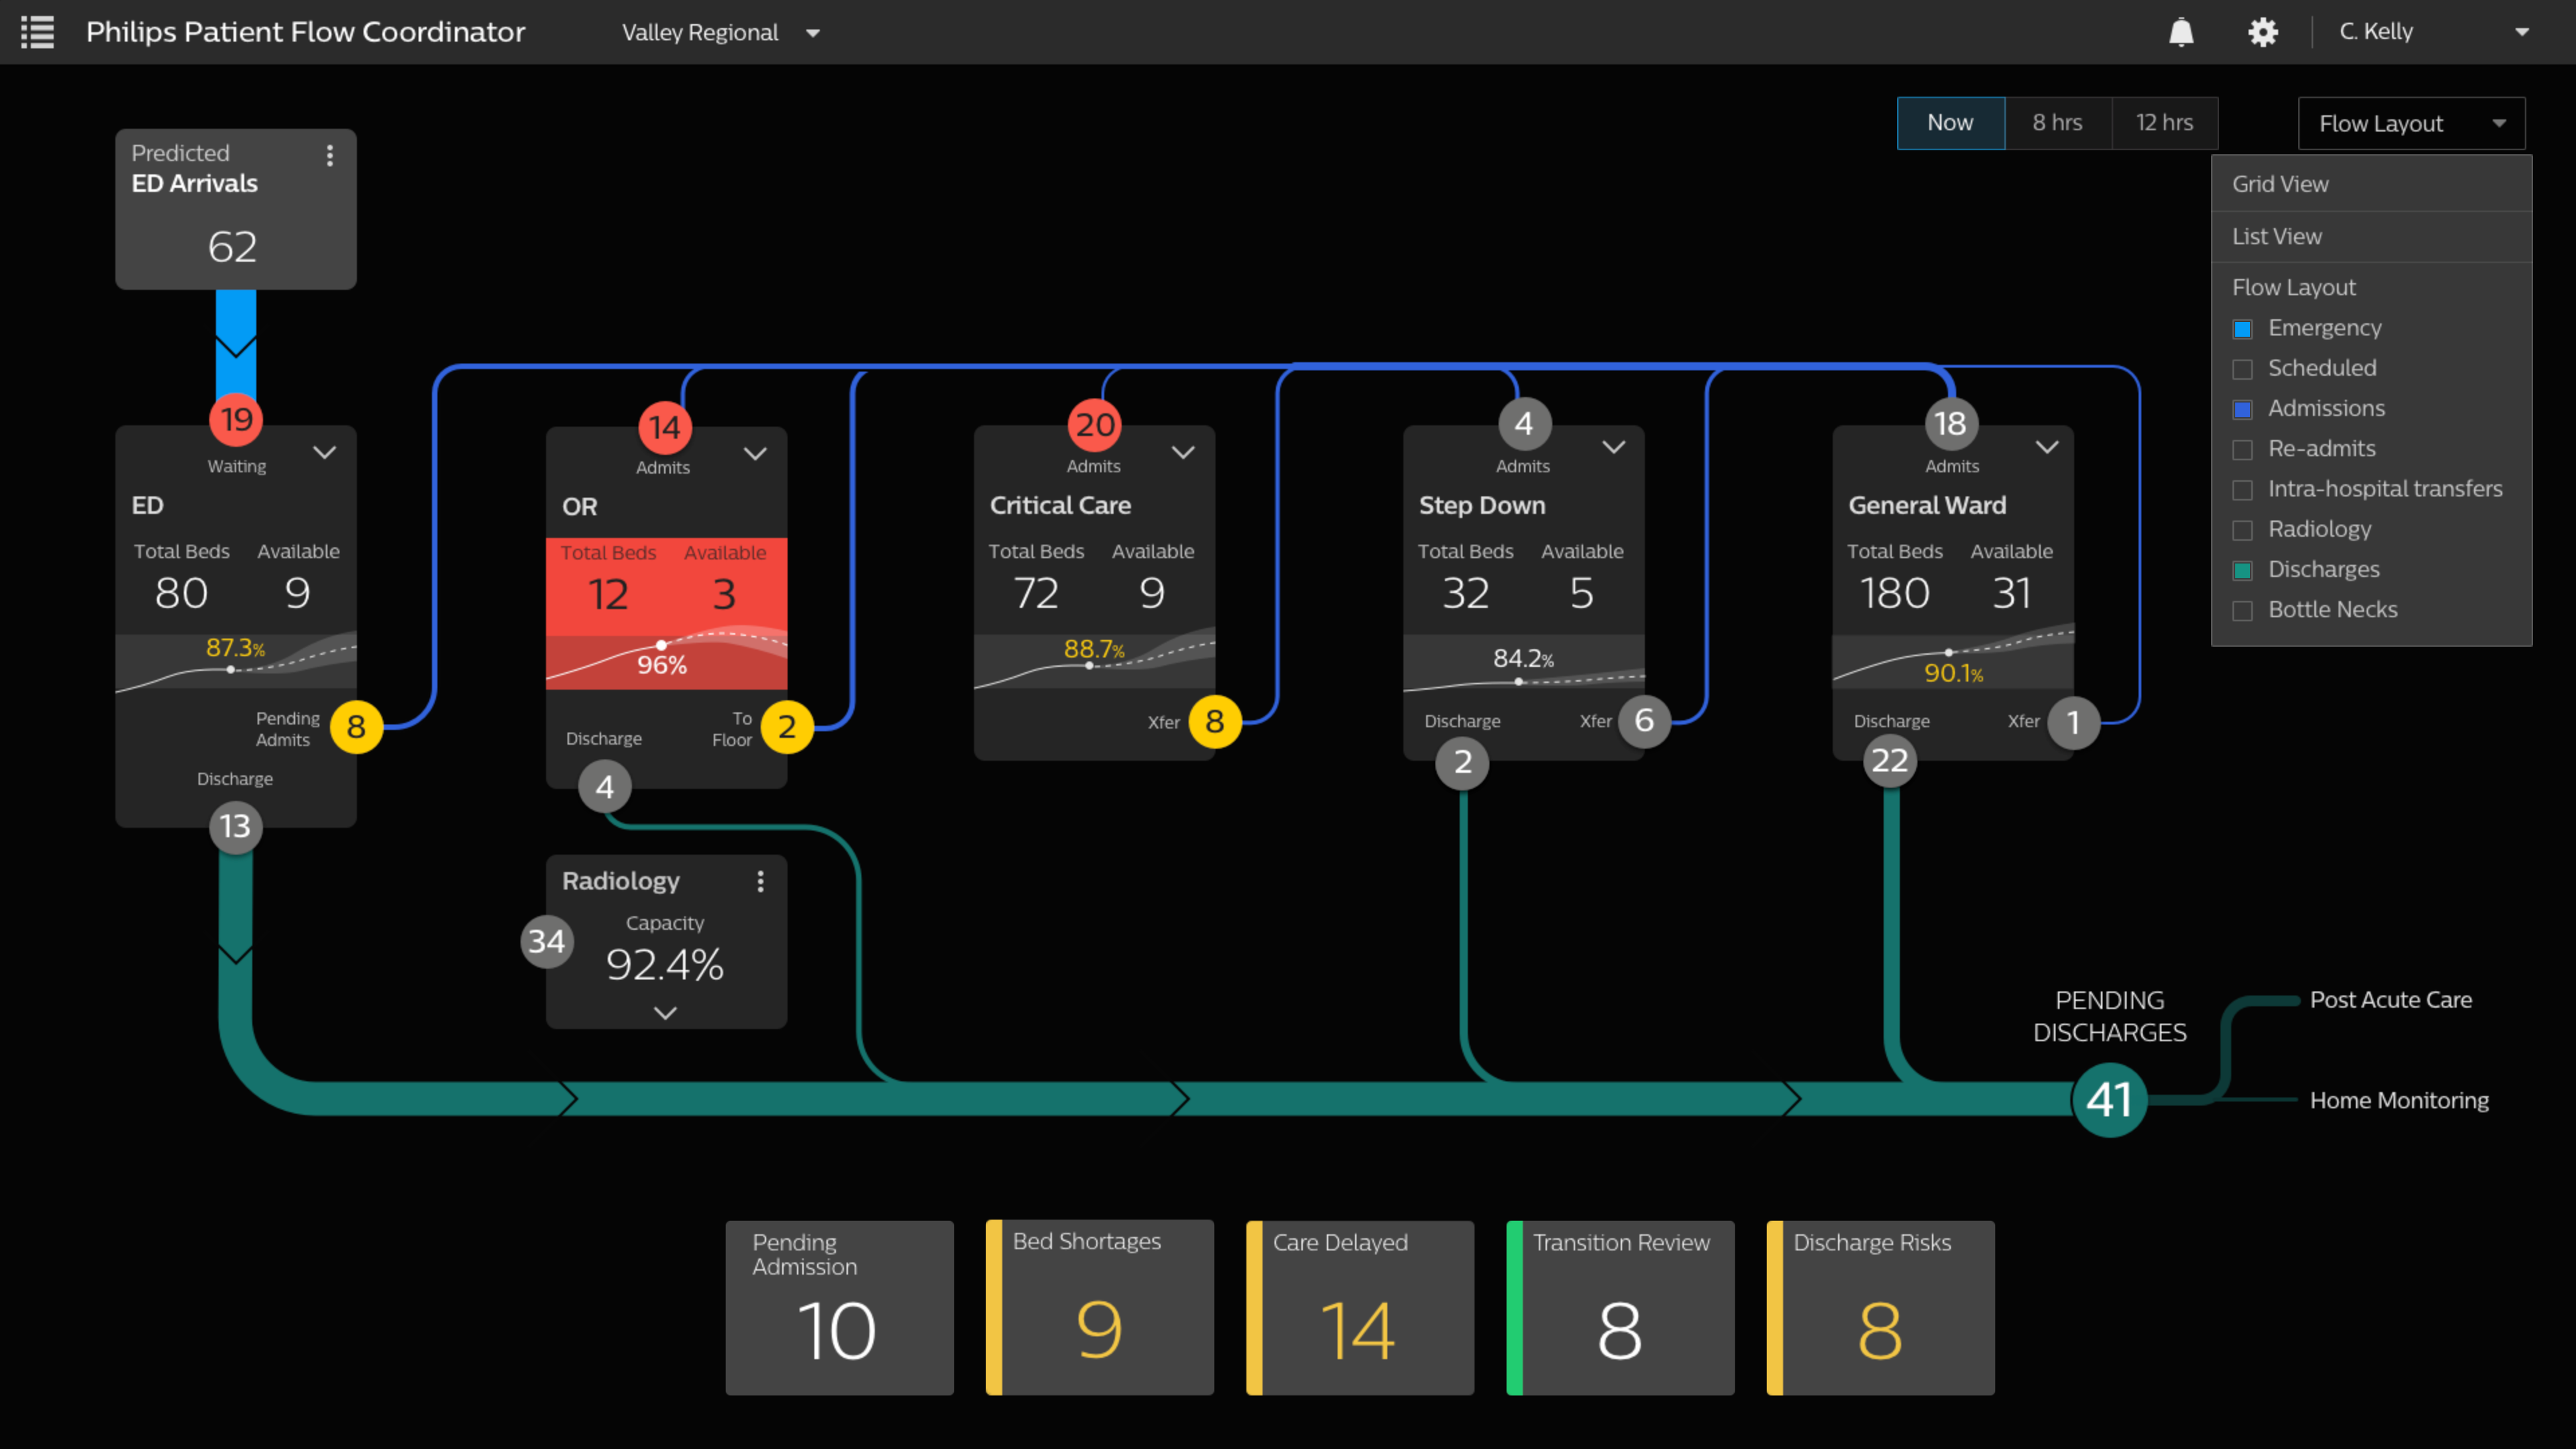 Philips Patient Flow Coordinator
Valley Regional
C. Kelly
Now
8 hrs
12 hrs
Flow Layout
Grid View
List View
Flow Layout
Emergency
Scheduled
Admissions
Re-admits
Intra-hospital transfers
Radiology
Discharges
Bottle Necks
Predicted
ED Arrivals
62
19
Waiting
ED
Total Beds Available
80 9
87.3%
Pending
Admits
8
Discharge
13
14
Admits
OR
Total Beds Available
12 3
96%
To
Floor
2
Discharge
4
20
Admits
Critical Care
Total Beds Available
72 9
88.7%
Xfer 8
4
Admits
Step Down
Total Beds Available
32 5
84.2%
Discharge Xfer 6
2
18
Admits
General Ward
Total Beds Available
180 31
90.1%
Discharge Xfer 1
22
Radiology
Capacity
34
92.4%
PENDING
DISCHARGES
41
Post Acute Care
Home Monitoring
Pending
Admission
10
Bed Shortages
9
Care Delayed
14
Transition Review
8
Discharge Risks
8